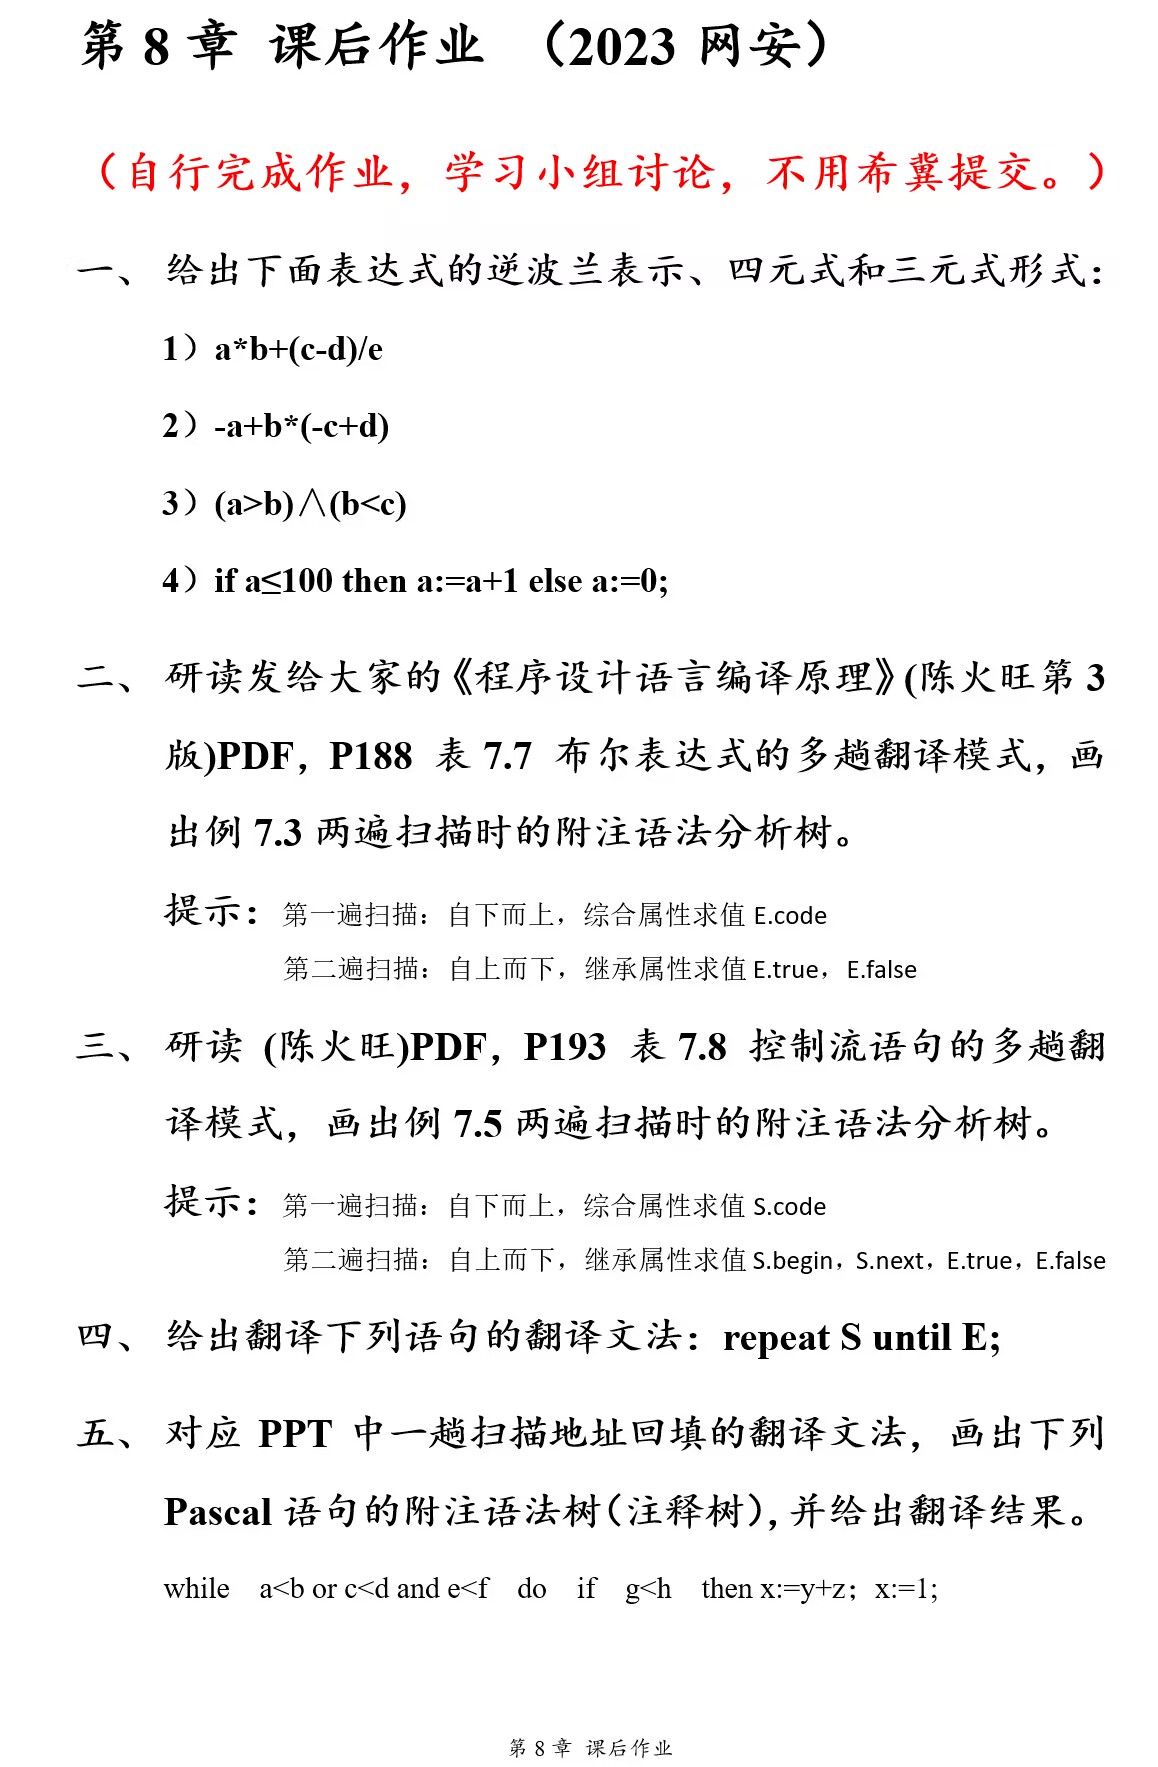 第 8 章 课后作业 （2023 网安）
（自行完成作业，学习小组讨论，不用希冀提交。）
一、 给出下面表达式的逆波兰表示、四元式和三元式形式：
1）a*b+(c-d)/e
2）-a+b*(-c+d)
3）(a>b)∧(b<c)
4）if a≤100 then a:=a+1 else a:=0;
二、 研读发给大家的《程序设计语言编译原理》(陈火旺第 3
版)PDF，P188 表 7.7 布尔表达式的多趟翻译模式，画
出例 7.3 两遍扫描时的附注语法分析树。
提示：第一遍扫描：自下而上，综合属性求值 E.code
第二遍扫描：自上而下，继承属性求值 E.true，E.false
三、 研读 (陈火旺)PDF，P193 表 7.8 控制流语句的多趟翻
译模式，画出例 7.5 两遍扫描时的附注语法分析树。
提示：第一遍扫描：自下而上，综合属性求值 S.code
第二遍扫描：自上而下，继承属性求值 S.begin，S.next，E.true，E.false
四、 给出翻译下列语句的翻译文法：repeat S until E;
五、 对应 PPT 中一趟扫描地址回填的翻译文法，画出下列
Pascal 语句的附注语法树（注释树），并给出翻译结果。
while a<b or c<d and e<f do if g<h then x:=y+z；x:=1;
第 8 章 课后作业